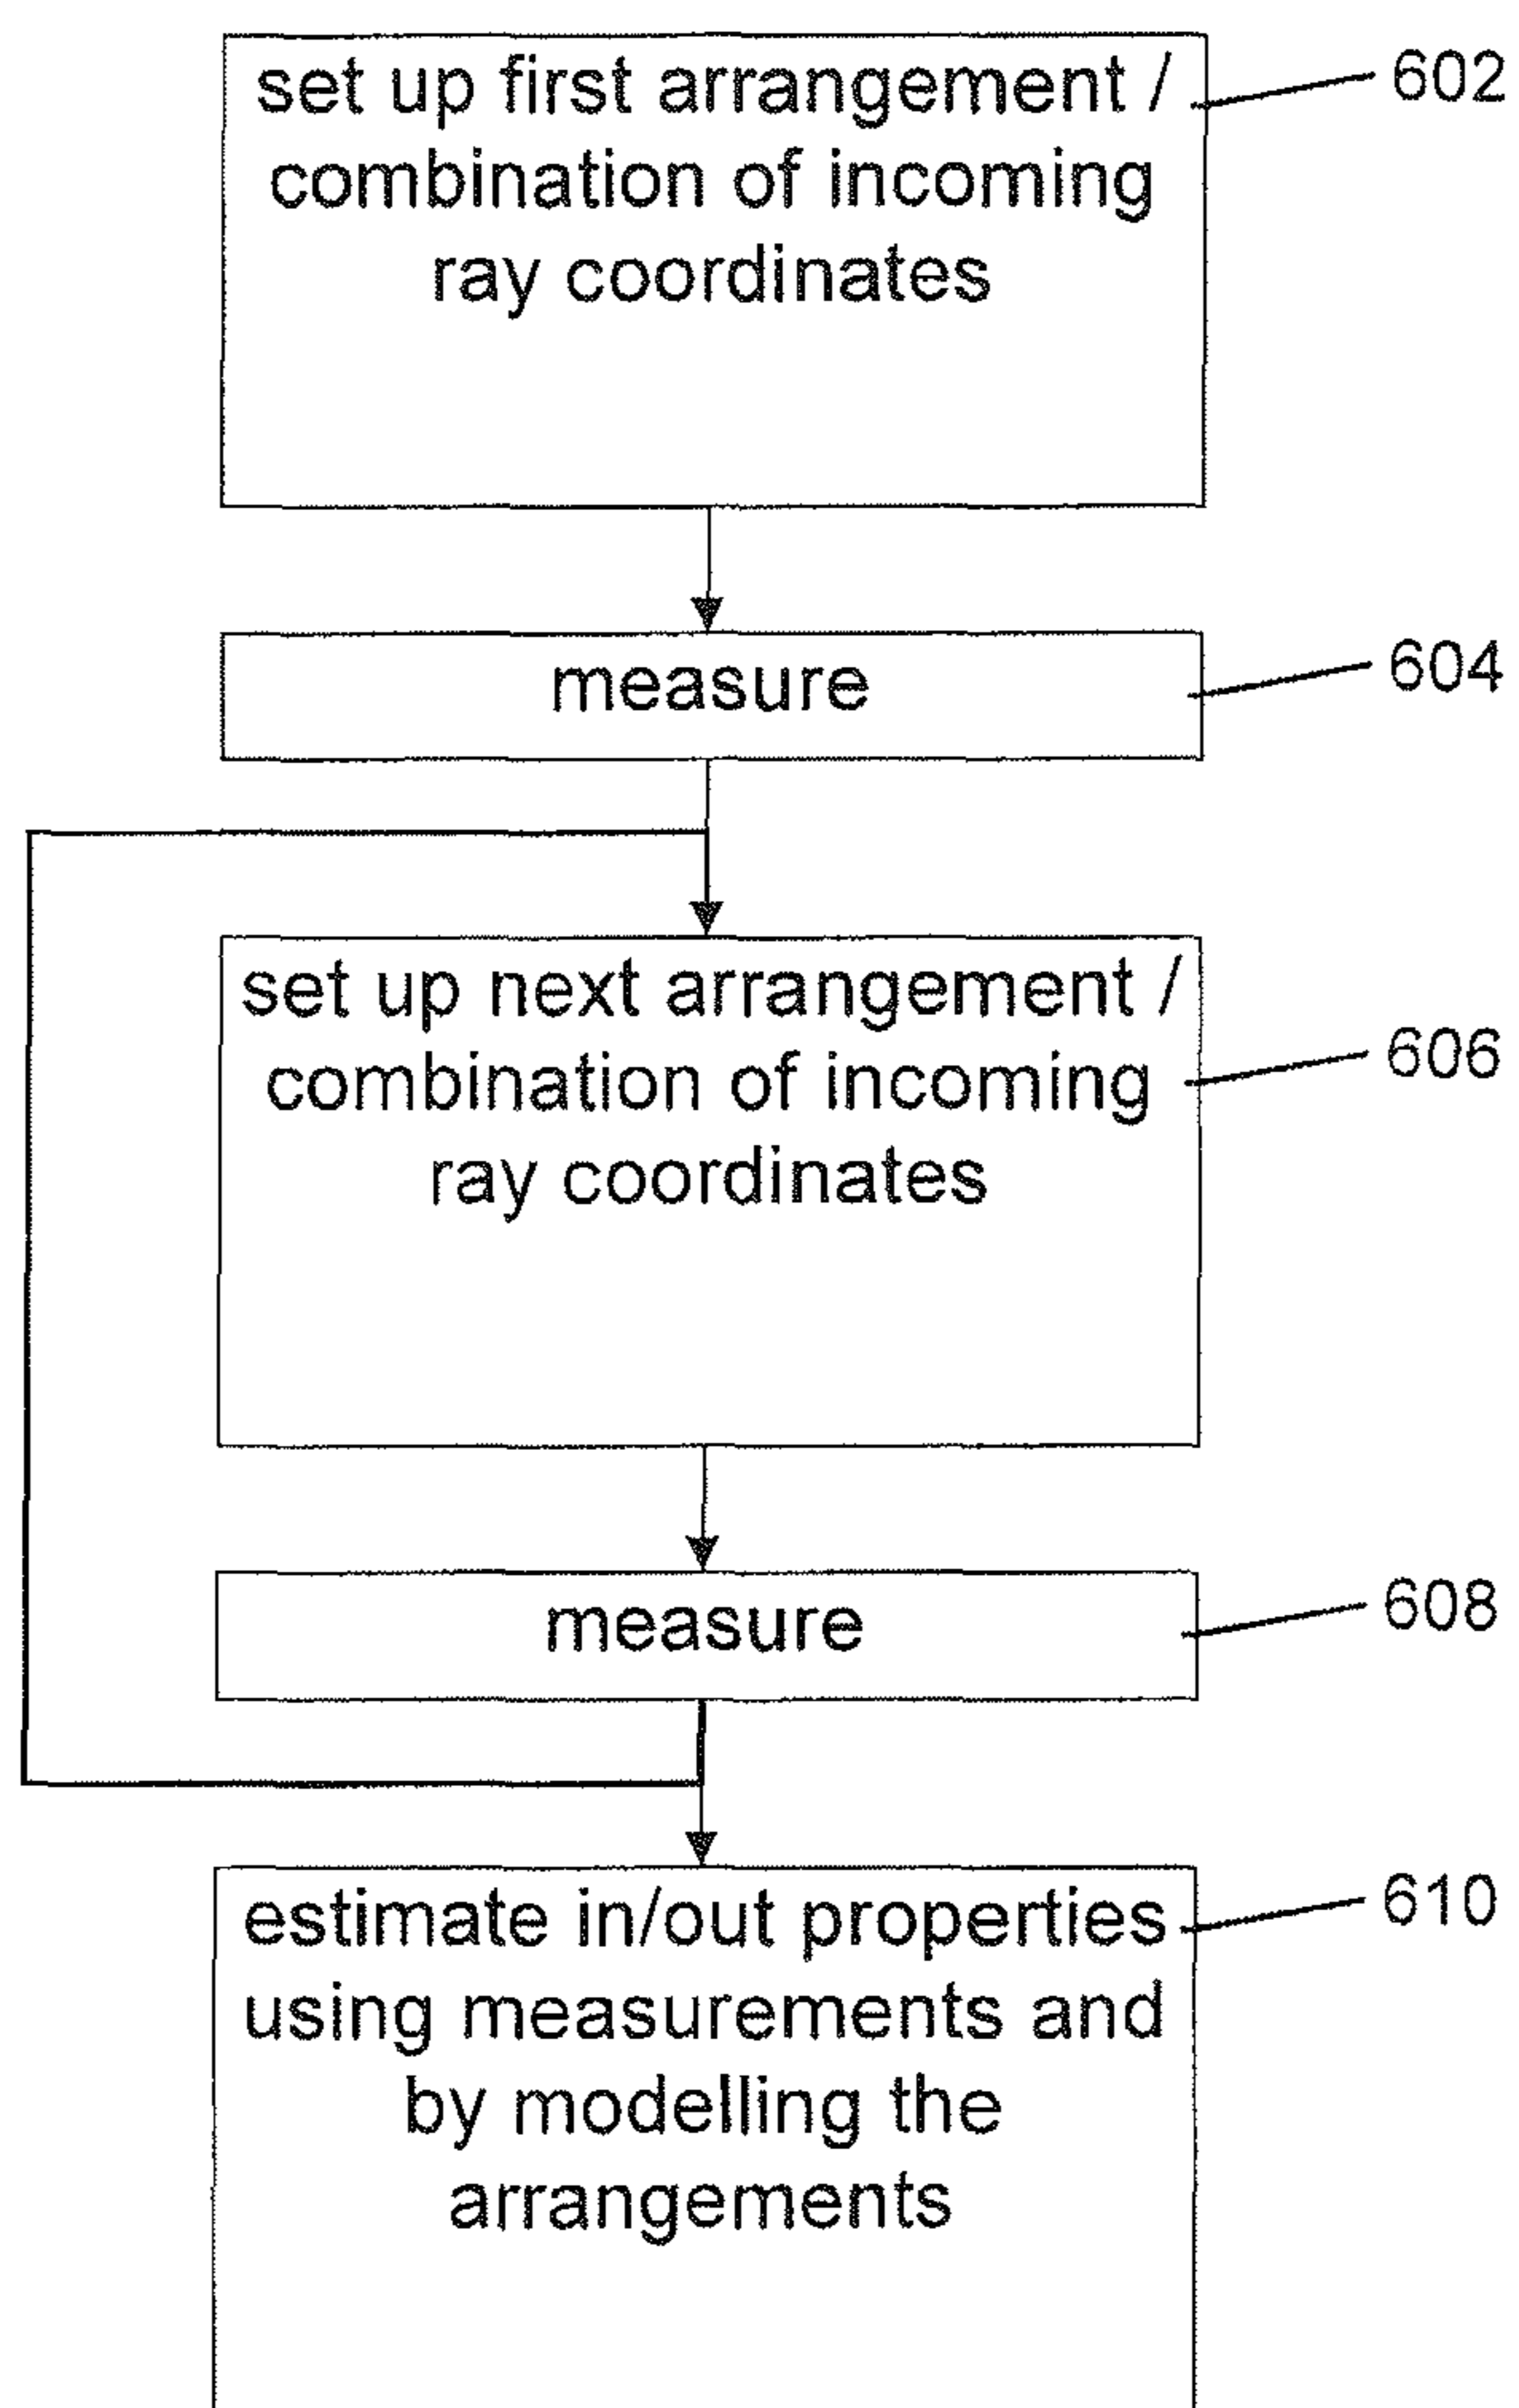 set up first arrangement /
combination of incoming
ray coordinates
602
measure
604
set up next arrangement /
combination of incoming
ray coordinates
606
measure
608
estimate in/out properties
using measurements and
by modelling the
arrangements
610